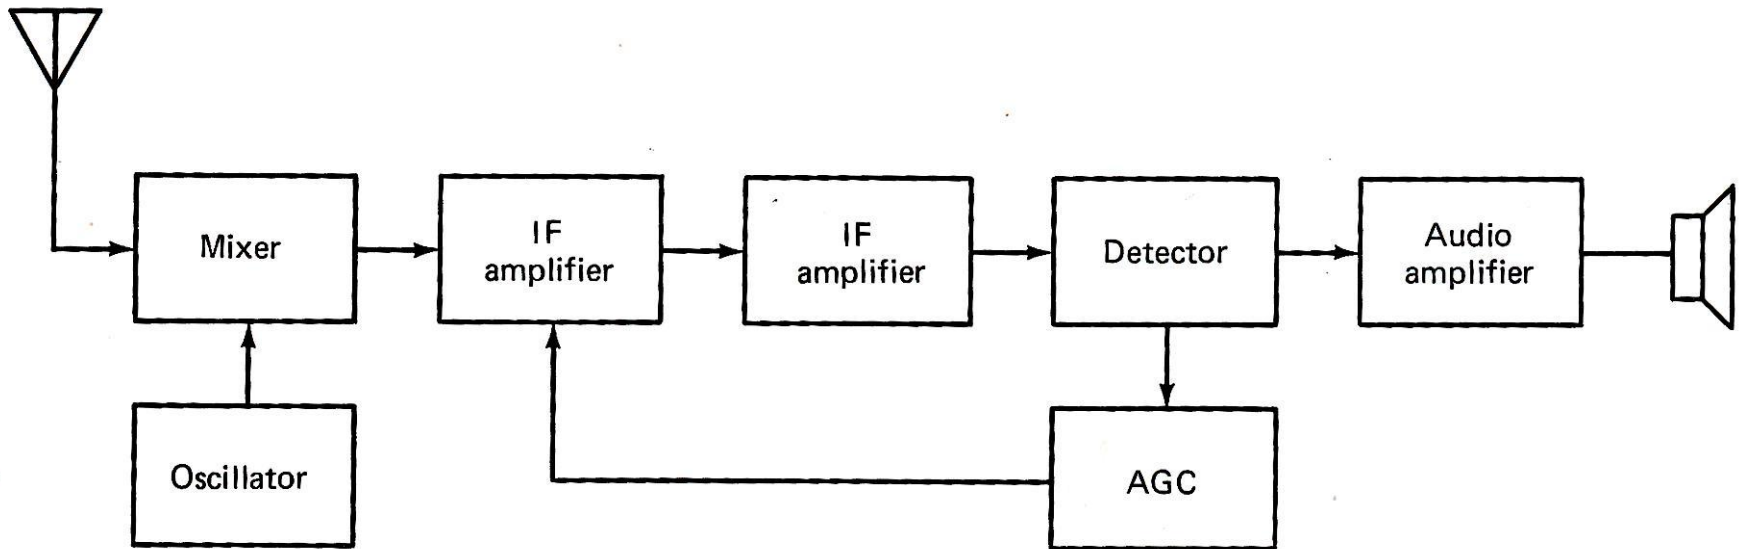 Mixer
IF
amplifier
IF
amplifier
Detector
Audio
amplifier
Oscillator
AGC